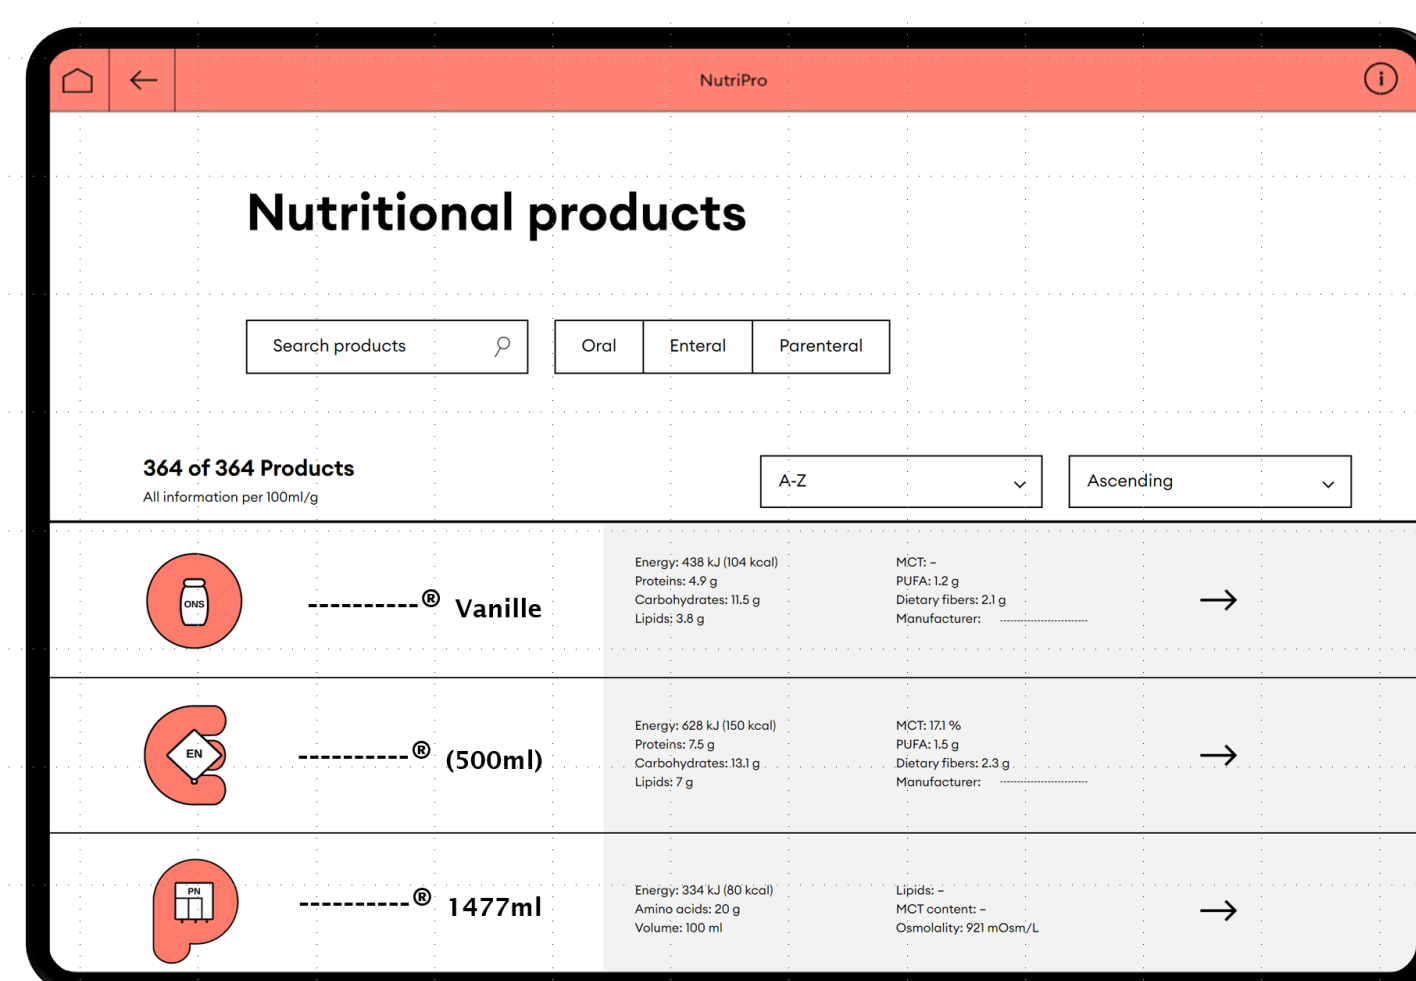 NutriPro
i
Nutritional products
Search products
Oral
Enteral
Parenteral
364 of 364 Products
All information per 100ml/g
A-Z
Ascending
ONS
----------® Vanille
Energy: 438 kJ (104 kcal)
Proteins: 4.9 g
Carbohydrates: 11.5 g
Lipids: 3.8 g
MCT: –
PUFA: 1.2 g
Dietary fibers: 2.1 g
Manufacturer: --------------------------
EN
----------® (500ml)
Energy: 628 kJ (150 kcal)
Proteins: 7.5 g
Carbohydrates: 13.1 g
Lipids: 7 g
MCT: 17.1 %
PUFA: 1.5 g
Dietary fibers: 2.3 g
Manufacturer: --------------------------
PN
----------® 1477ml
Energy: 334 kJ (80 kcal)
Amino acids: 20 g
Volume: 100 ml
Lipids: –
MCT content: –
Osmolality: 921 mOsm/L